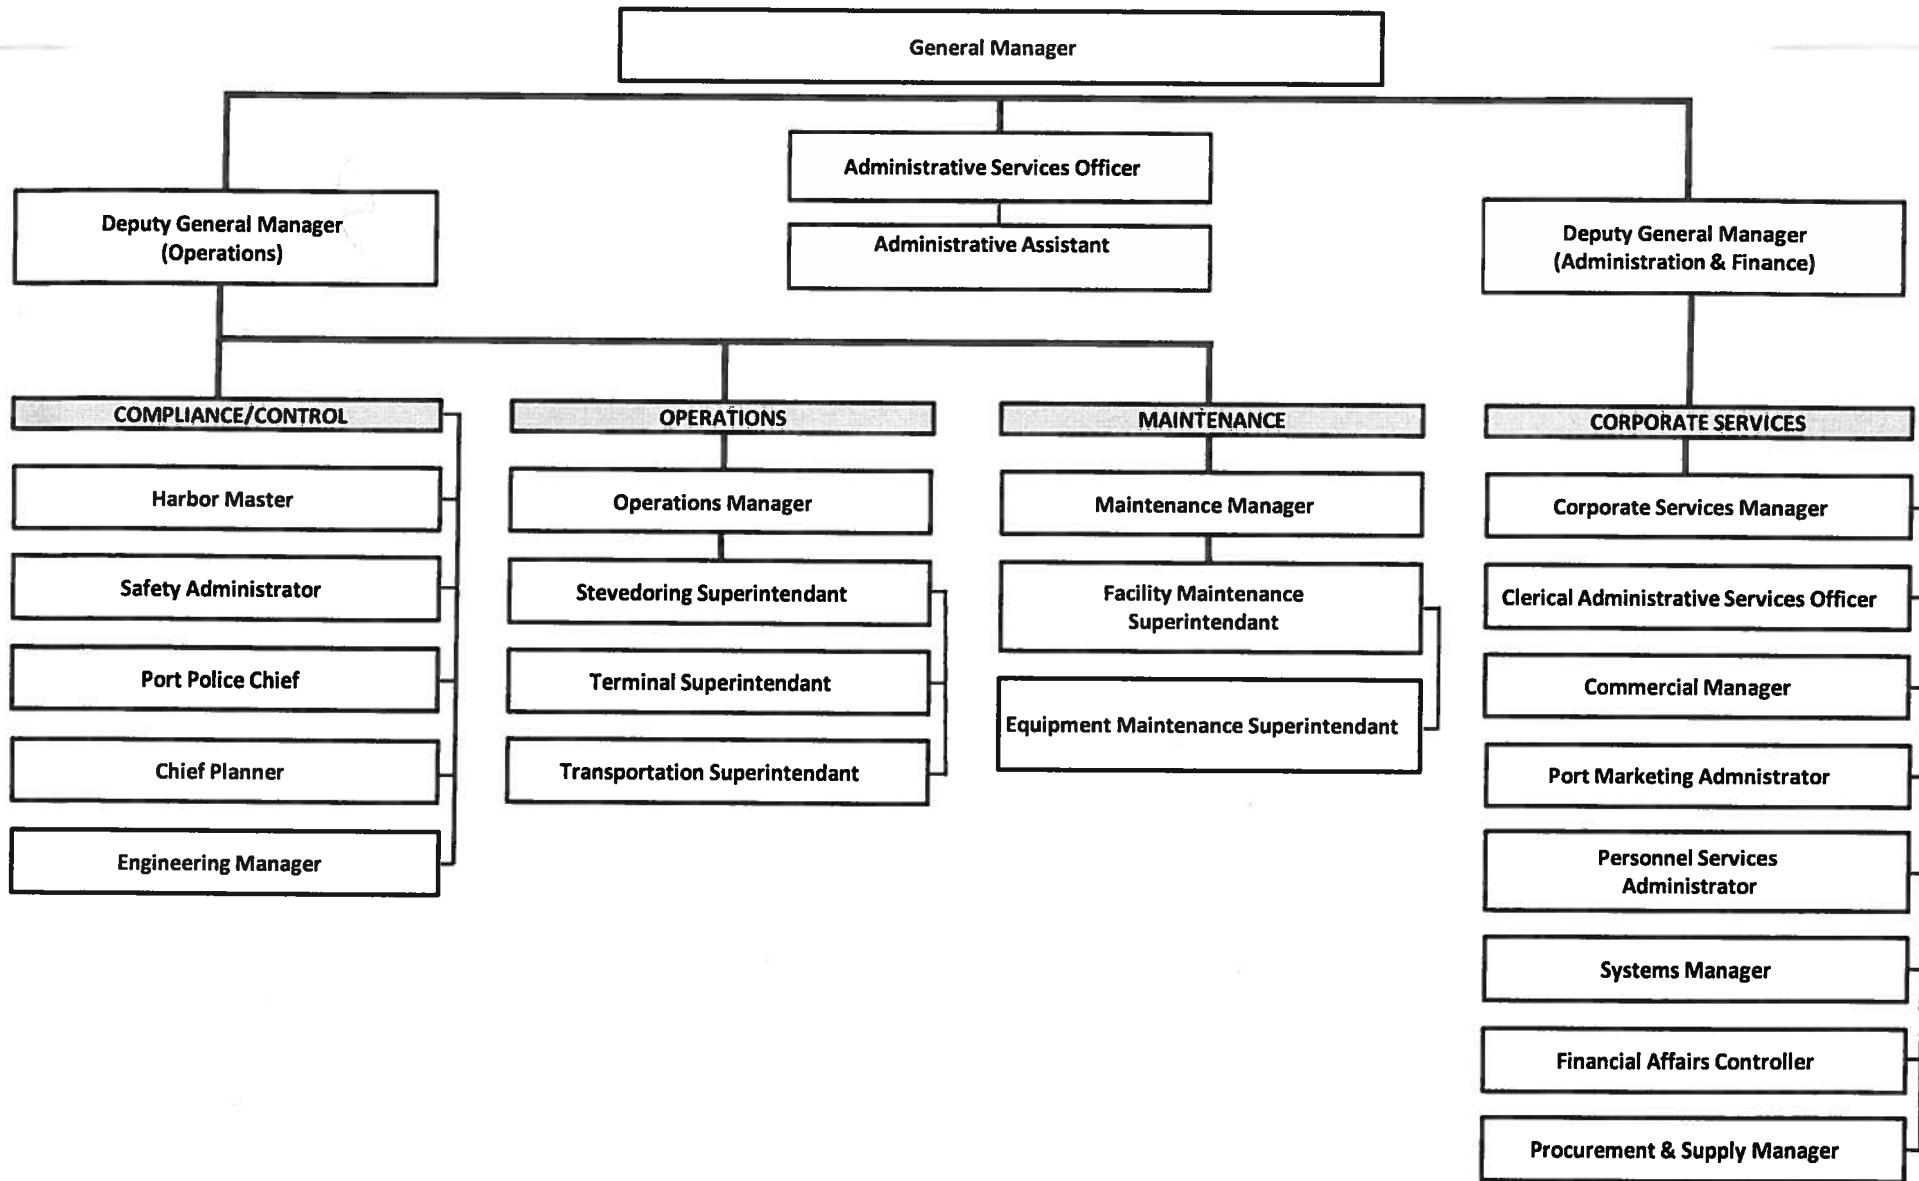 General Manager
Administrative Services Officer
Administrative Assistant
Deputy General Manager
(Operations)
Deputy General Manager
(Administration & Finance)
COMPLIANCE/CONTROL
Harbor Master
Safety Administrator
Port Police Chief
Chief Planner
Engineering Manager
OPERATIONS
Operations Manager
Stevedoring Superintendant
Terminal Superintendant
Transportation Superintendant
MAINTENANCE
Maintenance Manager
Facility Maintenance
Superintendant
Equipment Maintenance Superintendant
CORPORATE SERVICES
Corporate Services Manager
Clerical Administrative Services Officer
Commercial Manager
Port Marketing Admnistrator
Personnel Services
Administrator
Systems Manager
Financial Affairs Controller
Procurement & Supply Manager